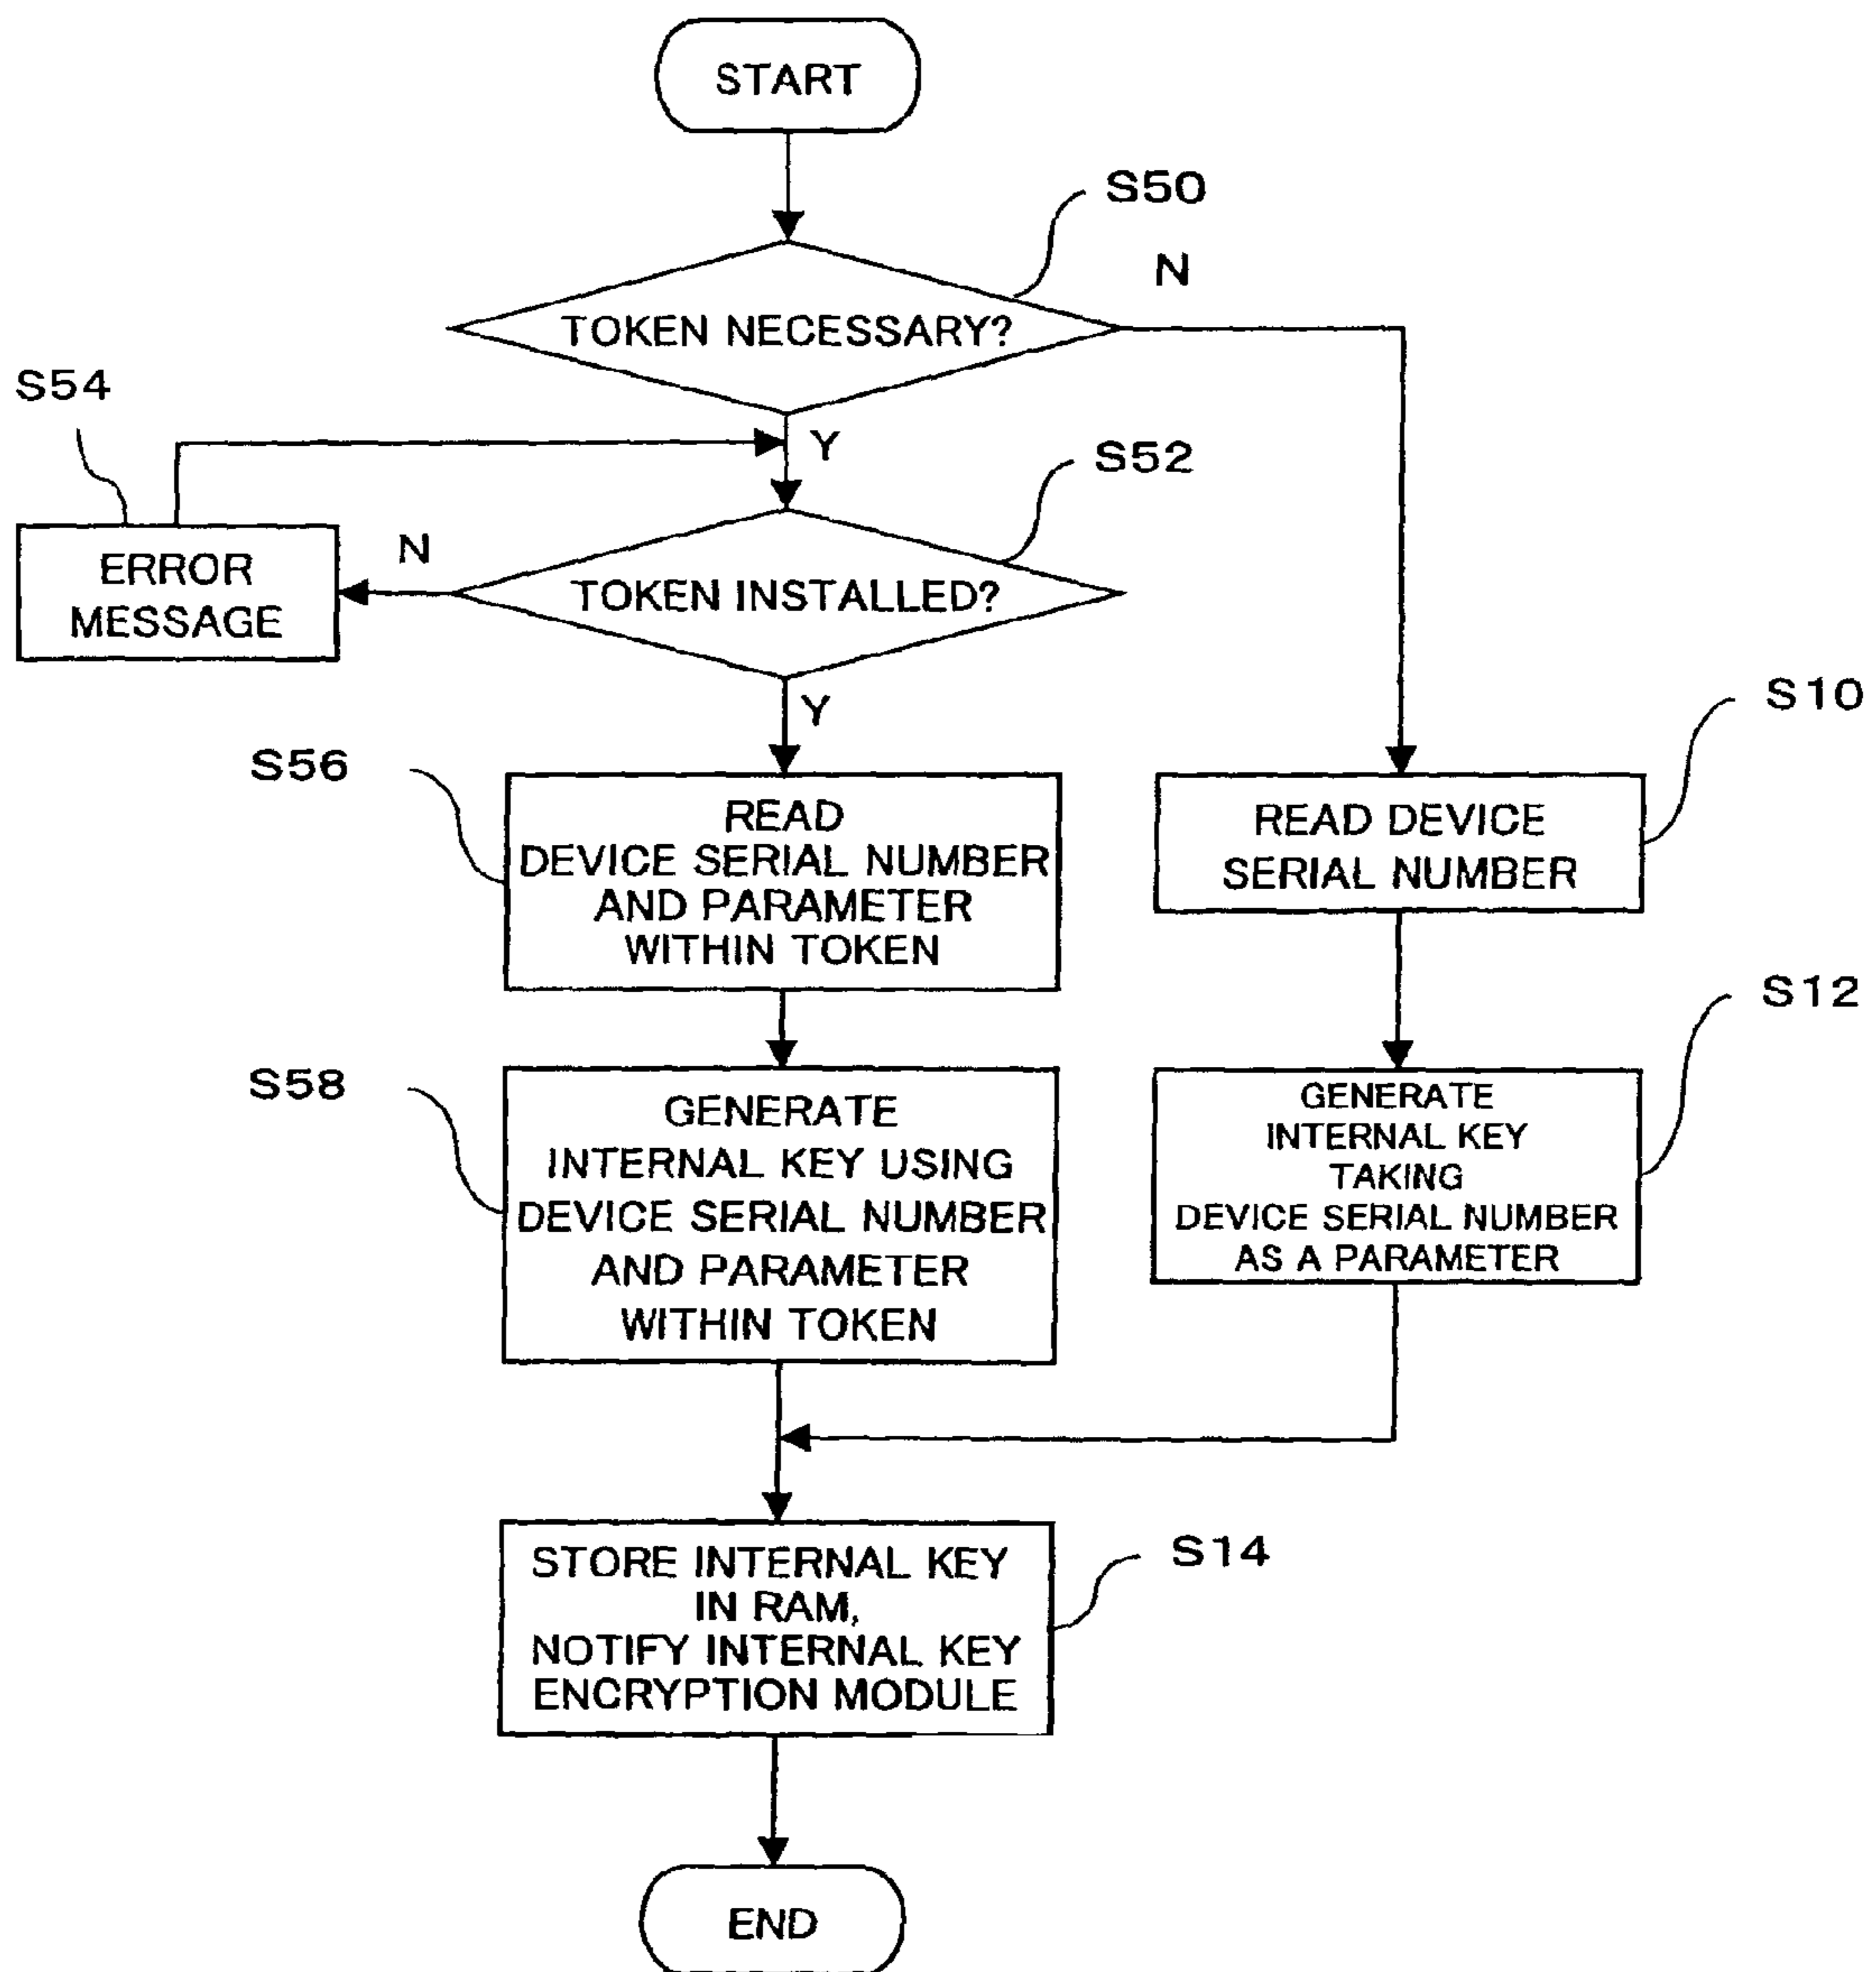 START
S50
N
TOKEN NECESSARY?
S54
Y
S52
N
ERROR
MESSAGE
TOKEN INSTALLED?
Y
S10
S56
READ
DEVICE SERIAL NUMBER
AND PARAMETER
WITHIN TOKEN
READ DEVICE
SERIAL NUMBER
S12
S58
GENERATE
INTERNAL KEY USING
DEVICE SERIAL NUMBER
AND PARAMETER
WITHIN TOKEN
GENERATE
INTERNAL KEY
TAKING
DEVICE SERIAL NUMBER
AS A PARAMETER
STORE INTERNAL KEY
IN RAM,
NOTIFY INTERNAL KEY
ENCRYPTION MODULE
S14
END